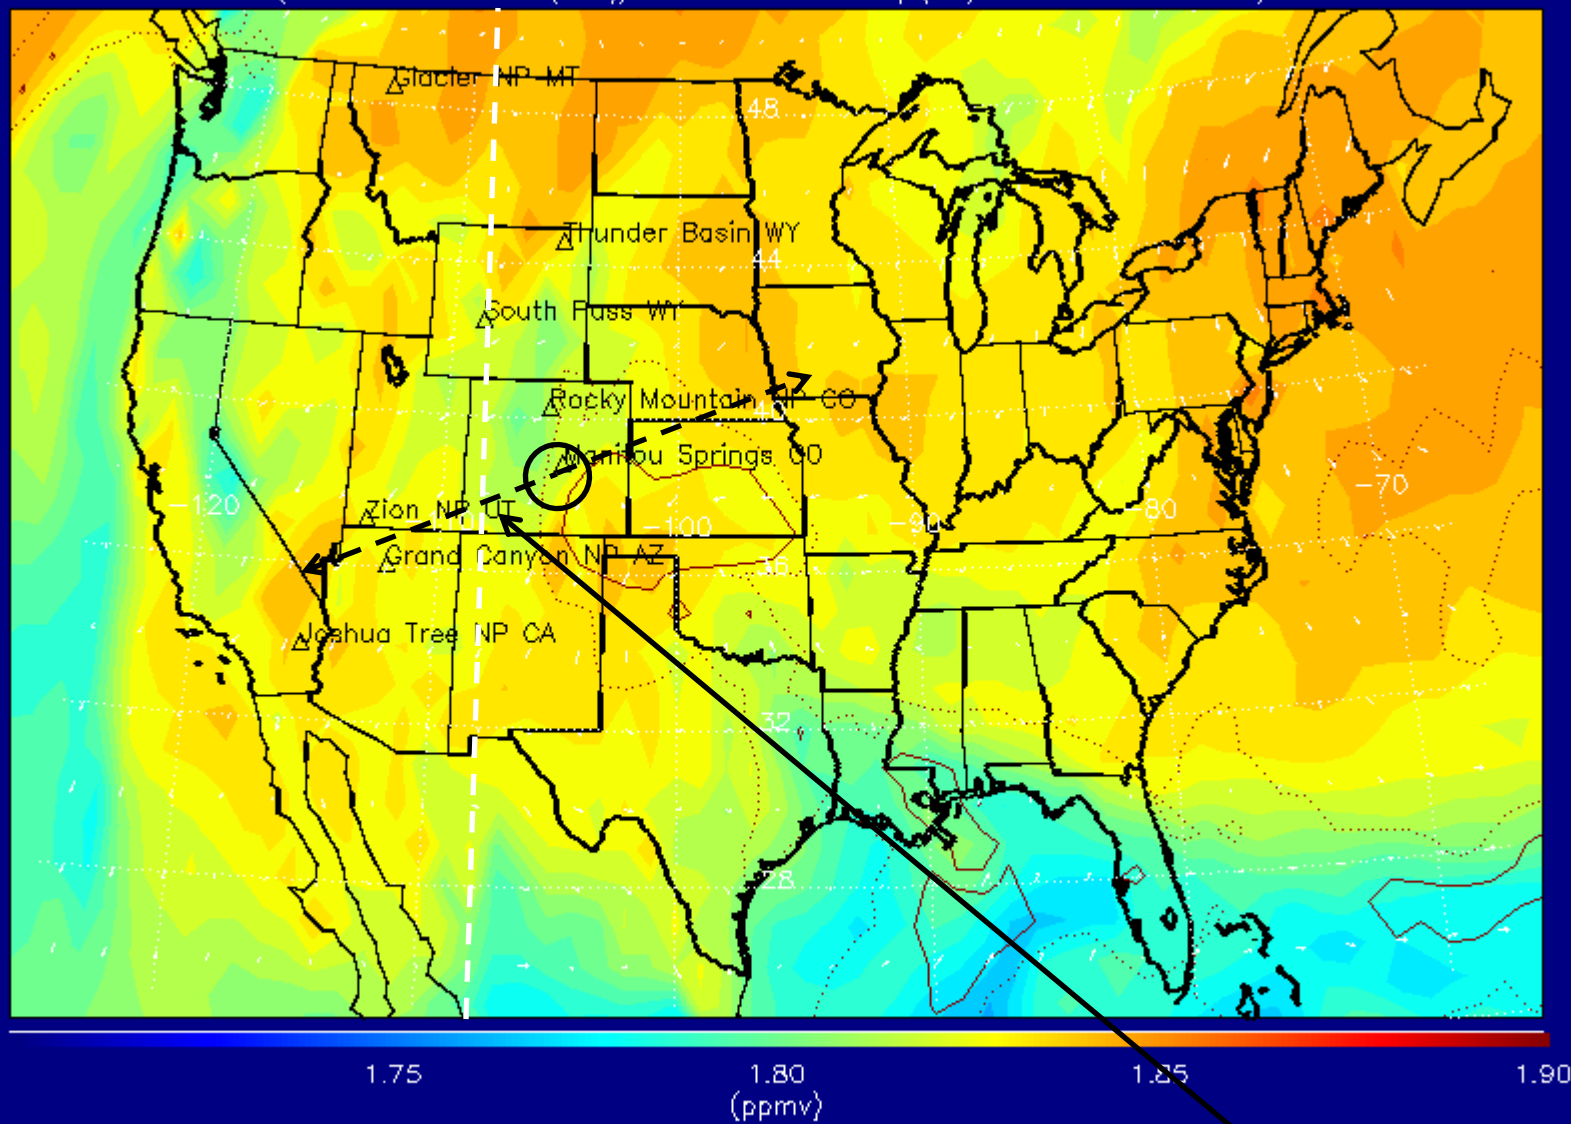 Glacier NP MT
48
Thunder Basin WY
44
South Pass WY
Rocky Mountain NP CO
40
Manitou Springs CO
-120
Zion NP UT
-100
-90
-80
-70
Grand Canyon NP AZ
36
Joshua Tree NP CA
32
28
1.75
1.80
1.85
1.90
(ppmv)